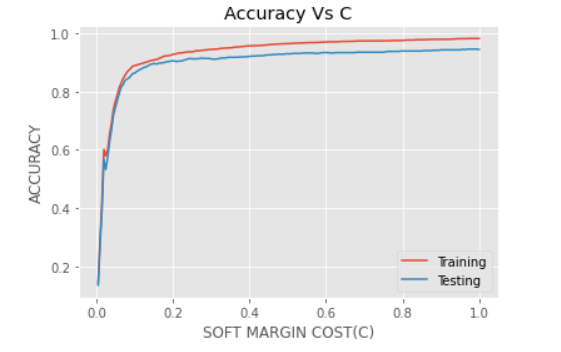 Accuracy Vs C
1.0
0.8
0.6
0.4
0.2
ACCURACY
Training
Testing
0.0 0.2 0.4 0.6 0.8 1.0
SOFT MARGIN COST(C)